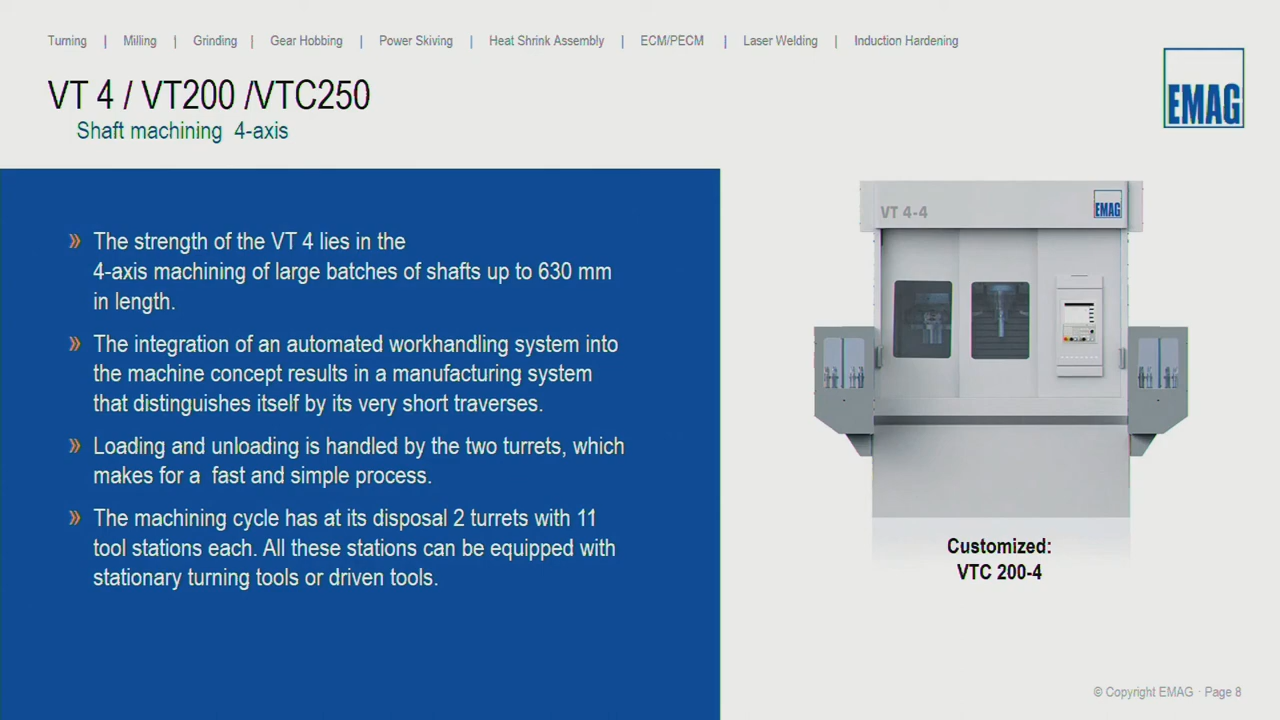 Turning | Milling | Grinding | Gear Hobbing | Power Skiving | Heat Shrink Assembly | ECM/PECM | Laser Welding | Induction Hardening
VT 4 / VT200 /VTC250
Shaft machining 4-axis
EMAG
» The strength of the VT 4 lies in the
4-axis machining of large batches of shafts up to 630 mm
in length.
» The integration of an automated workhandling system into
the machine concept results in a manufacturing system
that distinguishes itself by its very short traverses.
» Loading and unloading is handled by the two turrets, which
makes for a fast and simple process.
» The machining cycle has at its disposal 2 turrets with 11
tool stations each. All these stations can be equipped with
stationary turning tools or driven tools.
VT 4-4
EMAG
Customized:
VTC 200-4
© Copyright EMAG · Page 8